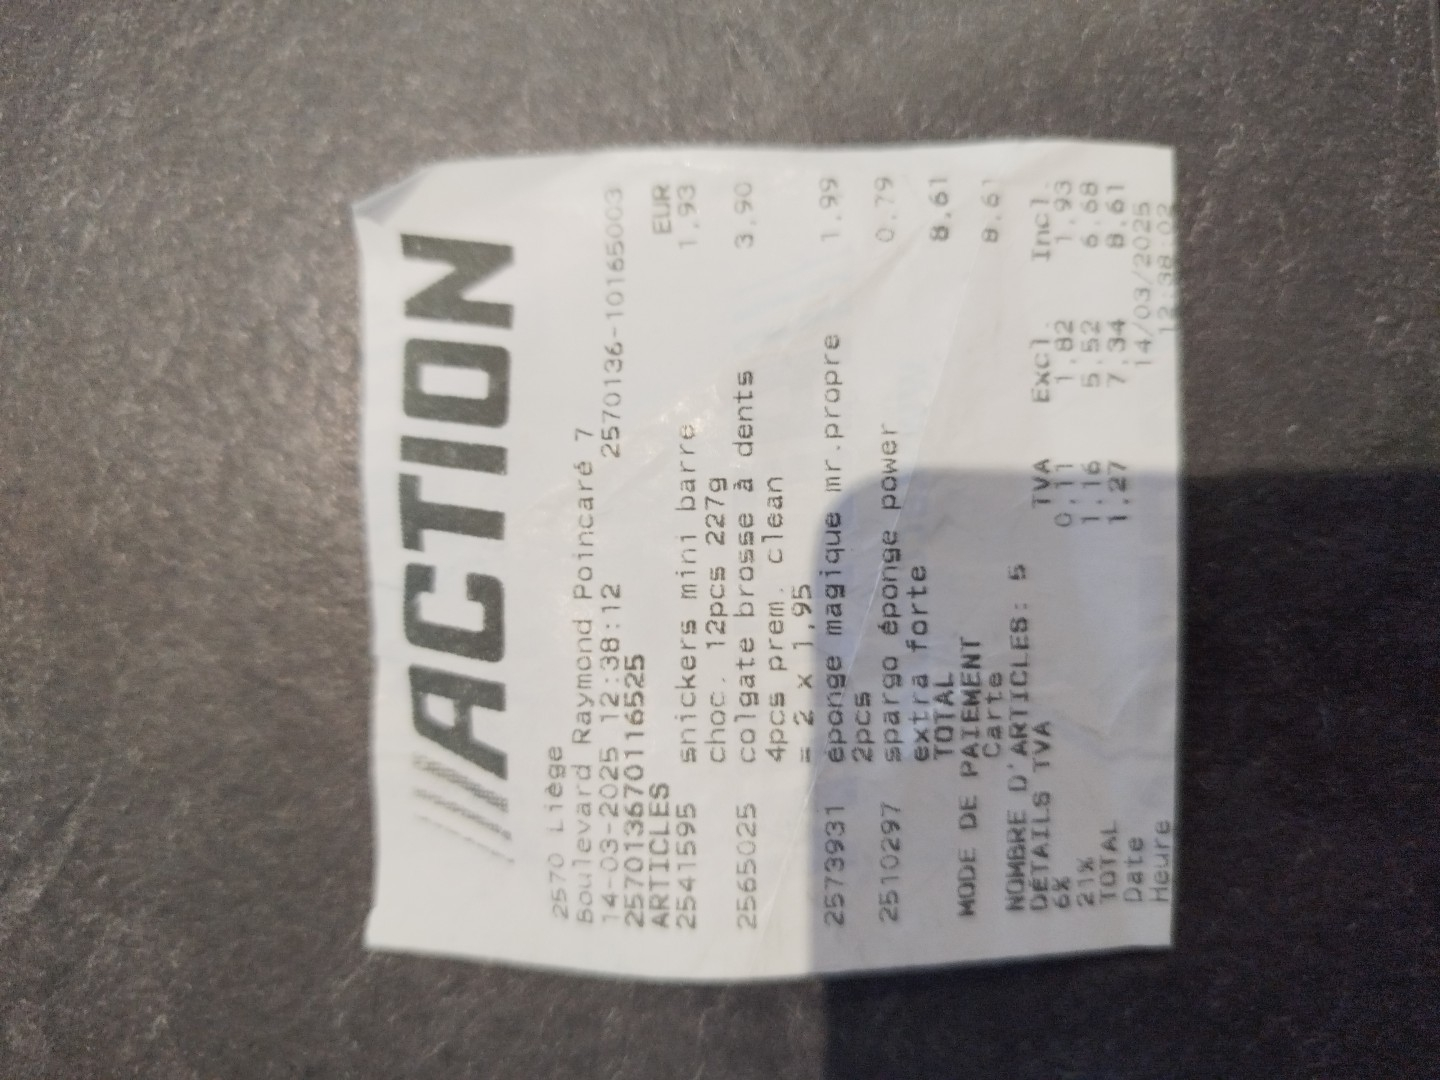 ACTION
2570 Liège
Boulevard Raymond Poincaré 7
14-03-2025 12:38:12 2570136-10165003
2570136701116525
ARTICLES EUR
2541595 snickers mini barre 1,93
choc. 12pcs 227g
2565025 colgate brosse à dents 3,90
4pcs prem. clean
= 2 x 1,95
2573931 éponge magique mr.propre 1,99
2pcs
2510297 spargo éponge power 0,79
extra forte
TOTAL 8,61
MODE DE PAIEMENT
Carte 8,61
NOMBRE D'ARTICLES: 5
DÉTAILS TVA TVA Excl. Incl.
6% 0,11 1,82 1,93
21% 1,16 5,52 6,68
TOTAL 1,27 7,34 8,61
Date 14/03/2025
Heure 12:38:02